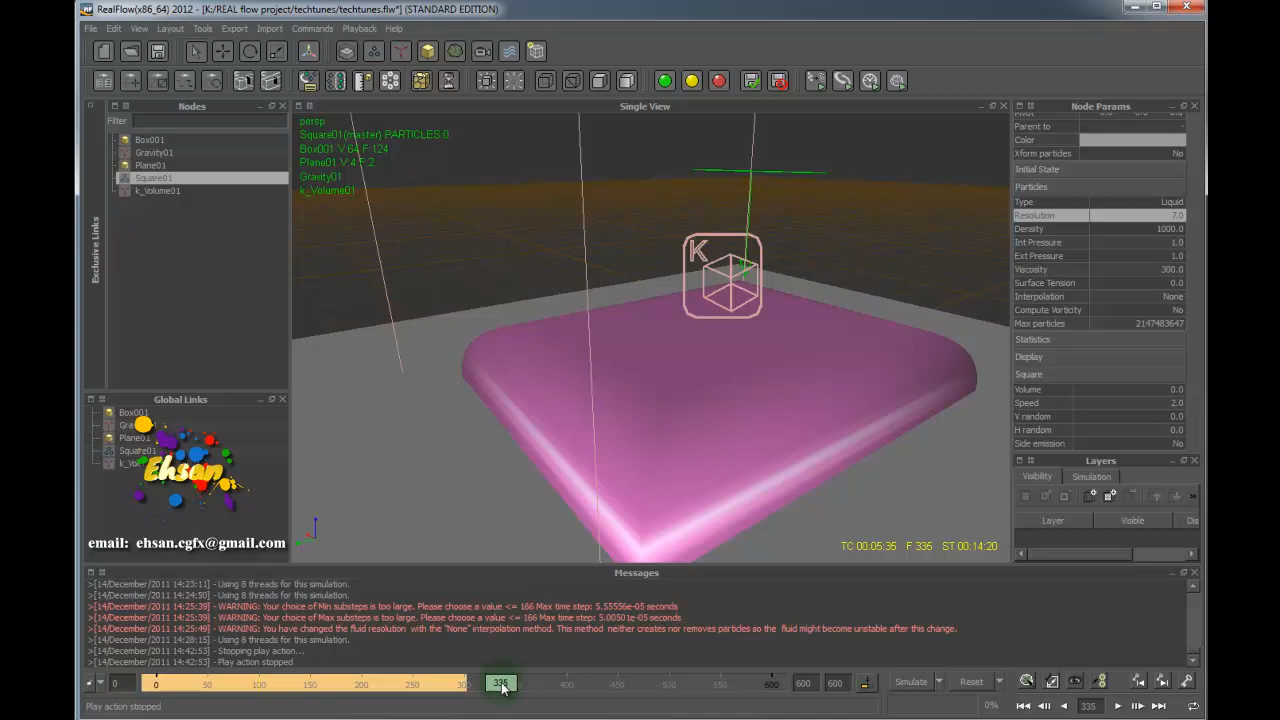 RealFlow(x86_64) 2012 - [K:/REAL flow project/techtunes/techtunes.flw*] (STANDARD EDITION)
File Edit View Layout Tools Export Import Commands Playback Help
Nodes
Filter
Box001
Gravity01
Plane01
Square01
k_Volume01
Exclusive Links
Global Links
Box001
Plane01
Square01
Ehsan
email: ehsan.cgfx@gmail.com
Single View
persp
Square01(master) PARTICLES:0
Box001 V:64 F:124
Plane01 V:4 F:2
Gravity01
k_Volume01
K
TC 00:05:35 F 335 ST 00:14:20
Node Params
Parent to -
Color
Xform particles No
Initial State
Particles
Type Liquid
Resolution 7.0
Density 1000.0
Int Pressure 1.0
Ext Pressure 1.0
Viscosity 300.0
Surface Tension 0.0
Interpolation None
Compute Vorticity No
Max particles 2147483647
Statistics
Display
Square
Volume 0.0
Speed 2.0
V random 0.0
H random 0.0
Side emission No
Layers
Visibility Simulation
Layer Visible Dis
Messages
>[14/December/2011 14:23:11] - Using 8 threads for this simulation.
>[14/December/2011 14:24:50] - Using 8 threads for this simulation.
>[14/December/2011 14:25:39] - WARNING: Your choice of Min substeps is too large. Please choose a value <= 166 Max time step: 5.55556e-05 seconds
>[14/December/2011 14:25:39] - WARNING: Your choice of Max substeps is too large. Please choose a value <= 166 Max time step: 5.00501e-05 seconds
>[14/December/2011 14:25:49] - WARNING: You have changed the fluid resolution with the "None" interpolation method. This method neither creates nor removes particles so the fluid might become unstable after this change.
>[14/December/2011 14:28:15] - Using 8 threads for this simulation.
>[14/December/2011 14:42:53] - Stopping play action...
>[14/December/2011 14:42:53] - Play action stopped
0 0 50 100 150 200 250 300 335 400 450 500 550 600 600 600 Simulate Reset
Play action stopped 0% 335